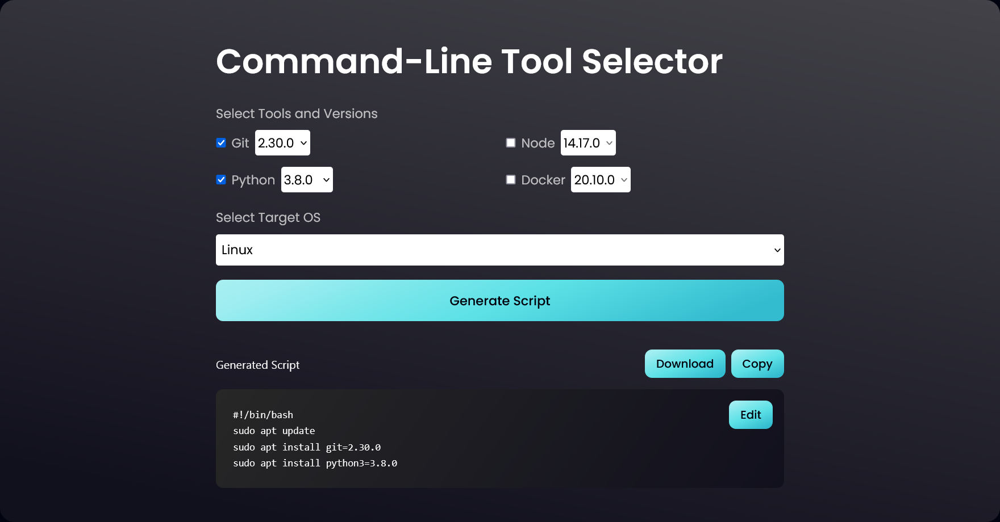 Command-Line Tool Selector
Select Tools and Versions
Git 2.30.0 Node 14.17.0
Python 3.8.0 Docker 20.10.0
Select Target OS
Linux
Generate Script
Generated Script Download Copy
#!/bin/bash Edit
sudo apt update
sudo apt install git=2.30.0
sudo apt install python3=3.8.0